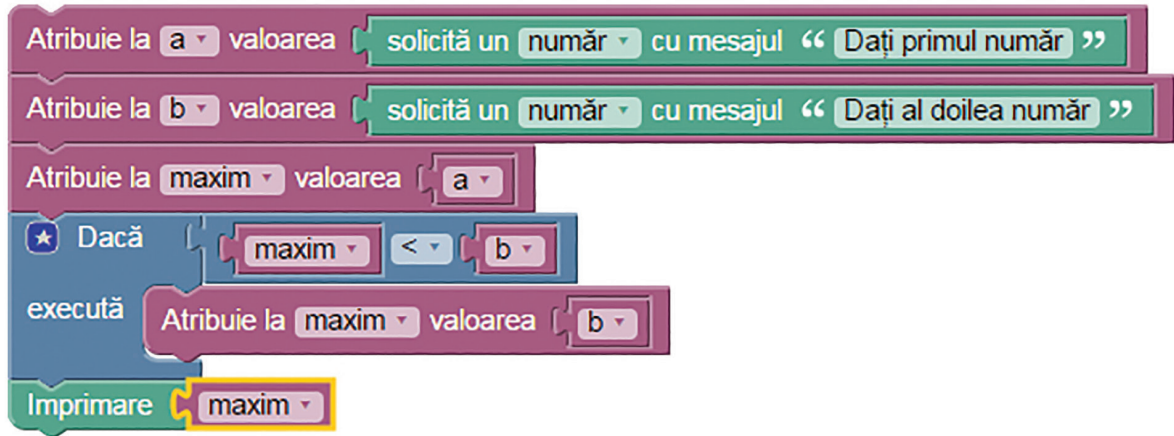 Atribuie la a valoarea solicită un număr cu mesajul “ Dați primul număr ”
Atribuie la b valoarea solicită un număr cu mesajul “ Dați al doilea număr ”
Atribuie la maxim valoarea a
Dacă maxim < b
execută Atribuie la maxim valoarea b
Imprimare maxim